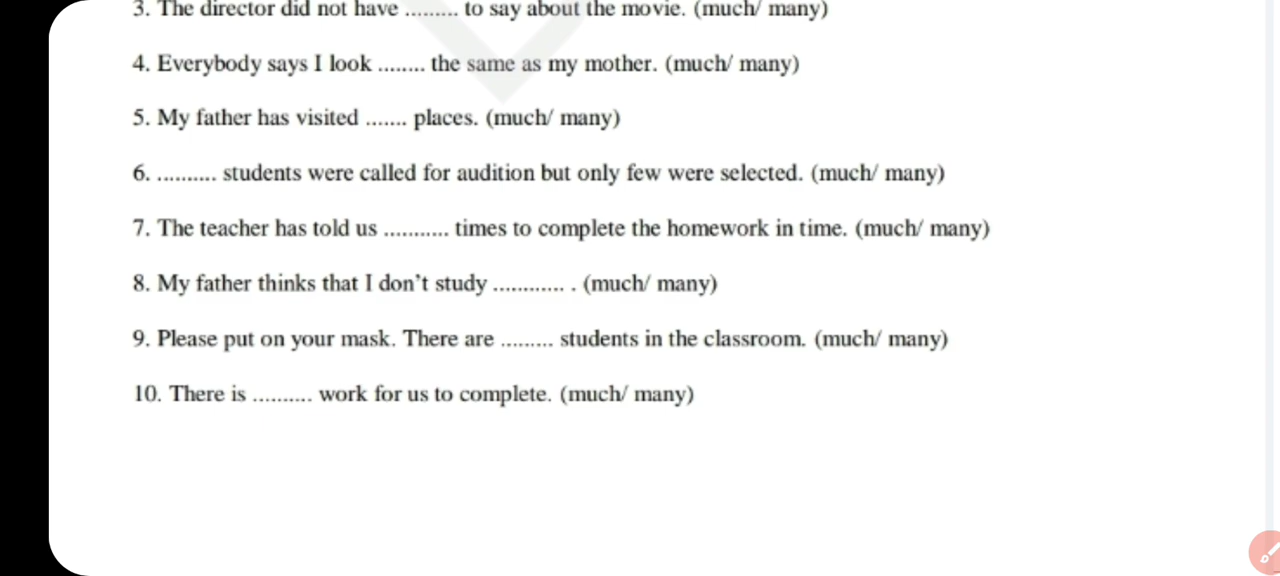 3. The director did not have ......... to say about the movie. (much/ many)
4. Everybody says I look ........ the same as my mother. (much/ many)
5. My father has visited ....... places. (much/ many)
6. .......... students were called for audition but only few were selected. (much/ many)
7. The teacher has told us ........... times to complete the homework in time. (much/ many)
8. My father thinks that I don’t study ............ . (much/ many)
9. Please put on your mask. There are ......... students in the classroom. (much/ many)
10. There is .......... work for us to complete. (much/ many)